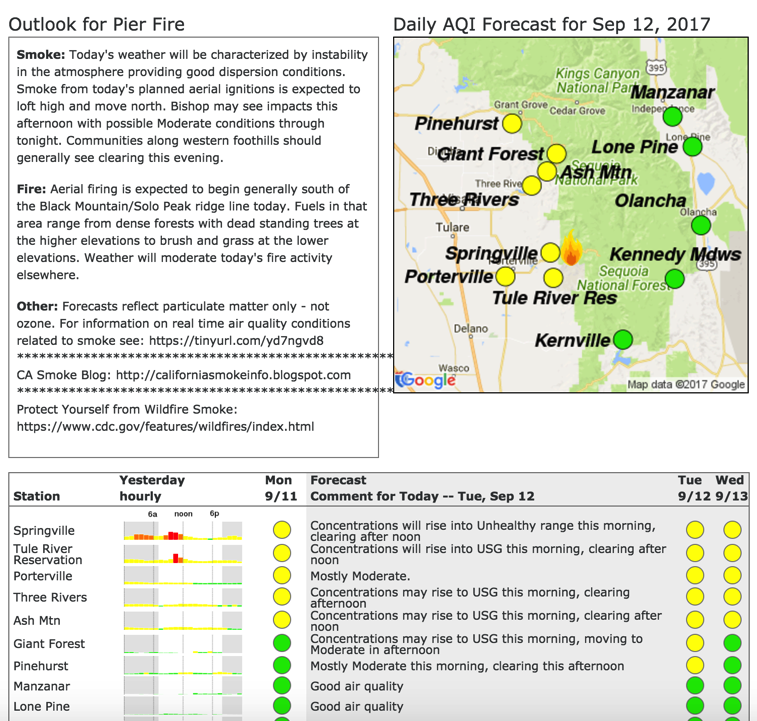 Outlook for Pier Fire
Smoke: Today's weather will be characterized by instability
in the atmosphere providing good dispersion conditions.
Smoke from today's planned aerial ignitions is expected to
loft high and move north. Bishop may see impacts this
afternoon with possible Moderate conditions through
tonight. Communities along western foothills should
generally see clearing this evening.
Fire: Aerial firing is expected to begin generally south of
the Black Mountain/Solo Peak ridge line today. Fuels in that
area range from dense forests with dead standing trees at
the higher elevations to brush and grass at the lower
elevations. Weather will moderate today's fire activity
elsewhere.
Other: Forecasts reflect particulate matter only - not
ozone. For information on real time air quality conditions
related to smoke see: https://tinyurl.com/yd7ngvd8
CA Smoke Blog: http://californiasmokeinfo.blogspot.com
Protect Yourself from Wildfire Smoke:
https://www.cdc.gov/features/wildfires/index.html
Daily AQI Forecast for Sep 12, 2017
Kings Canyon
National Park
395
Manzanar
Independence
Grant Grove
Cedar Grove
Pinehurst
Lone Pine
Lone Pine
Giant Forest
Ash Mtn
Sequoia
National Park
Three Rivers
Three Rivers
Olancha
Olancha
Tulare
Springville
Kennedy Mdws
395
Porterville
Porterville
Sequoia
National Forest
Tule River Res
Delano
Kernville
Wasco
Google
Map data ©2017 Google
Station Yesterday hourly Mon 9/11 Forecast Comment for Today -- Tue, Sep 12 Tue 9/12 Wed 9/13
6a noon 6p
Springville Concentrations will rise into Unhealthy range this morning,
clearing after noon
Tule River Reservation Concentrations will rise into USG this morning, clearing after
noon
Porterville Mostly Moderate.
Three Rivers Concentrations may rise to USG this morning, clearing
afternoon
Ash Mtn Concentrations may rise to USG this morning, clearing after
noon
Giant Forest Concentrations may rise to USG this morning, moving to
Moderate in afternoon
Pinehurst Mostly Moderate this morning, clearing this afternoon
Manzanar Good air quality
Lone Pine Good air quality